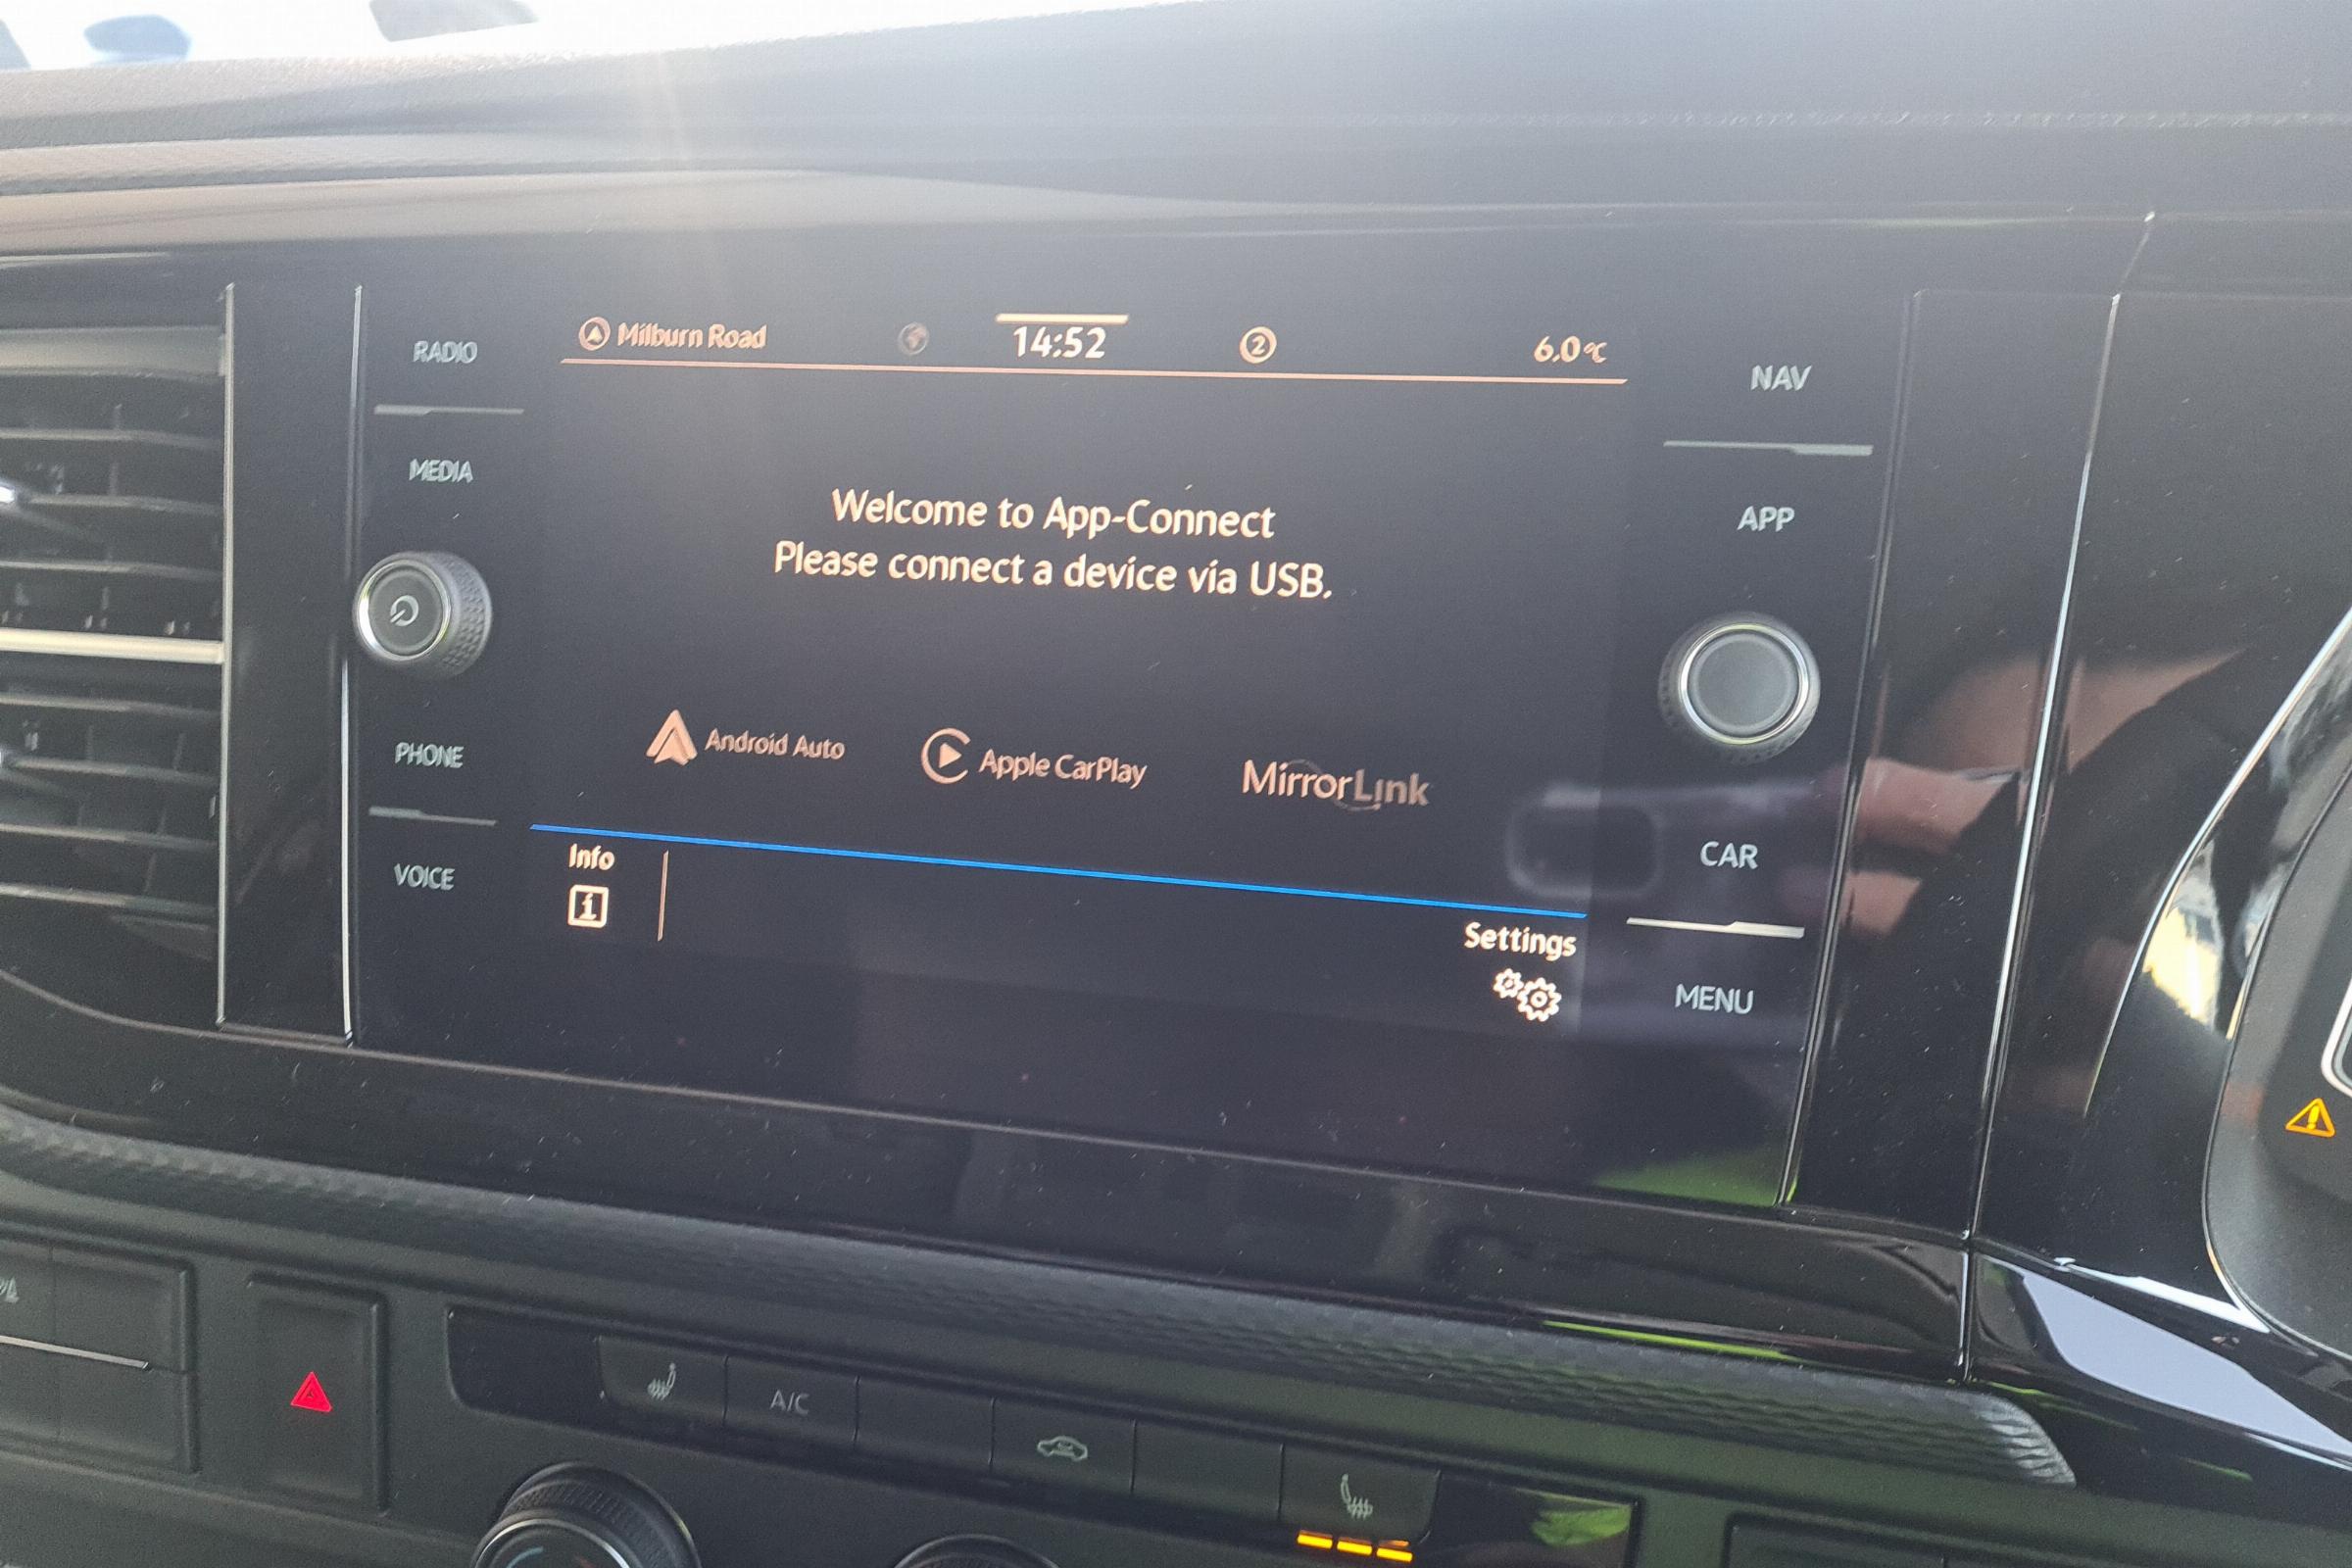 Milburn Road
14:52
2
6.0°C
RADIO
NAV
MEDIA
APP
Welcome to App-Connect
Please connect a device via USB.
Android Auto
Apple CarPlay
MirrorLink
PHONE
CAR
VOICE
Info
i
Settings
MENU
A/C